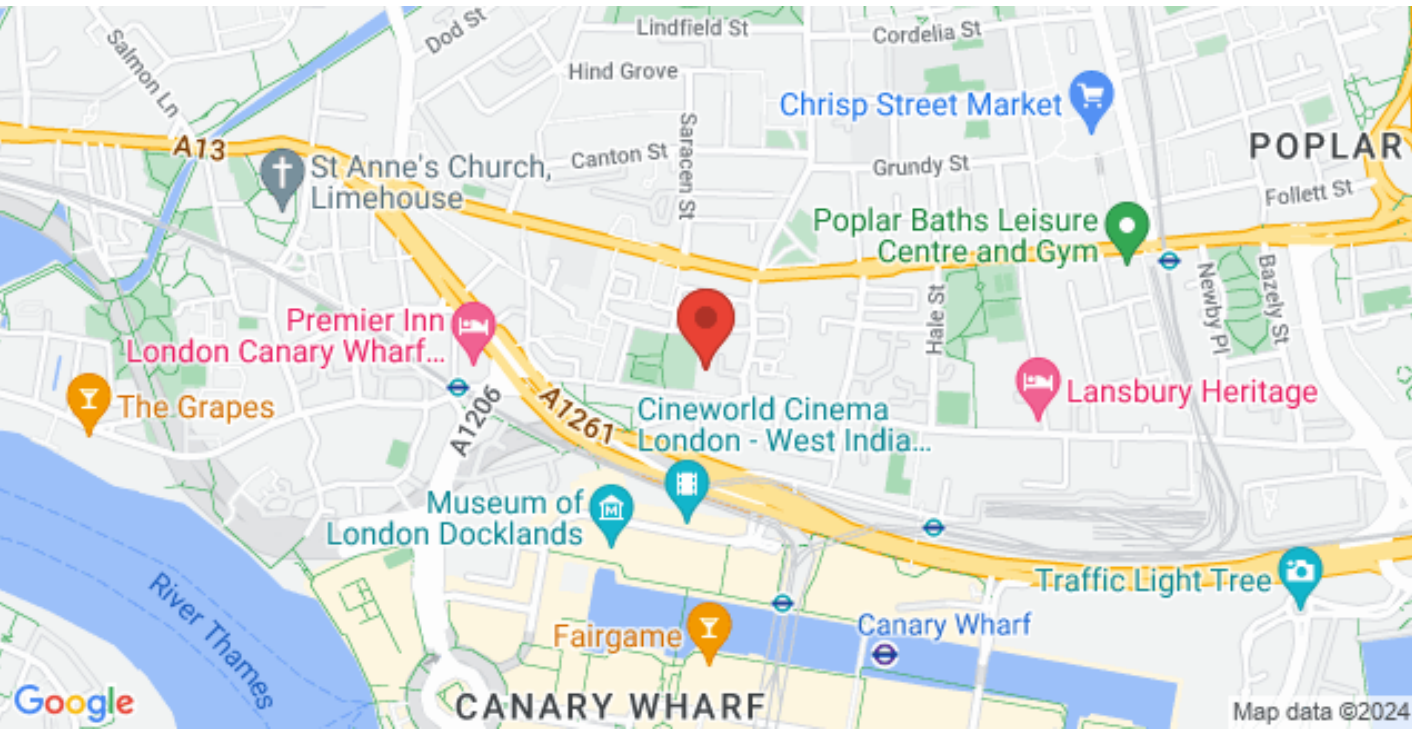 Salmon Ln
Dod St
Lindfield St
Cordelia St
Hind Grove
Chrisp Street Market
Saracen St
A13
POPLAR
St Anne's Church,
Limehouse
Canton St
Grundy St
Follett St
Poplar Baths Leisure
Centre and Gym
Newby Pl
Bazely St
Hale St
Premier Inn
London Canary Wharf...
The Grapes
A1206
A1261
Lansbury Heritage
Cineworld Cinema
London - West India...
Museum of
London Docklands
Traffic Light Tree
River Thames
Fairgame
Canary Wharf
CANARY WHARF
Google
Map data ©2024